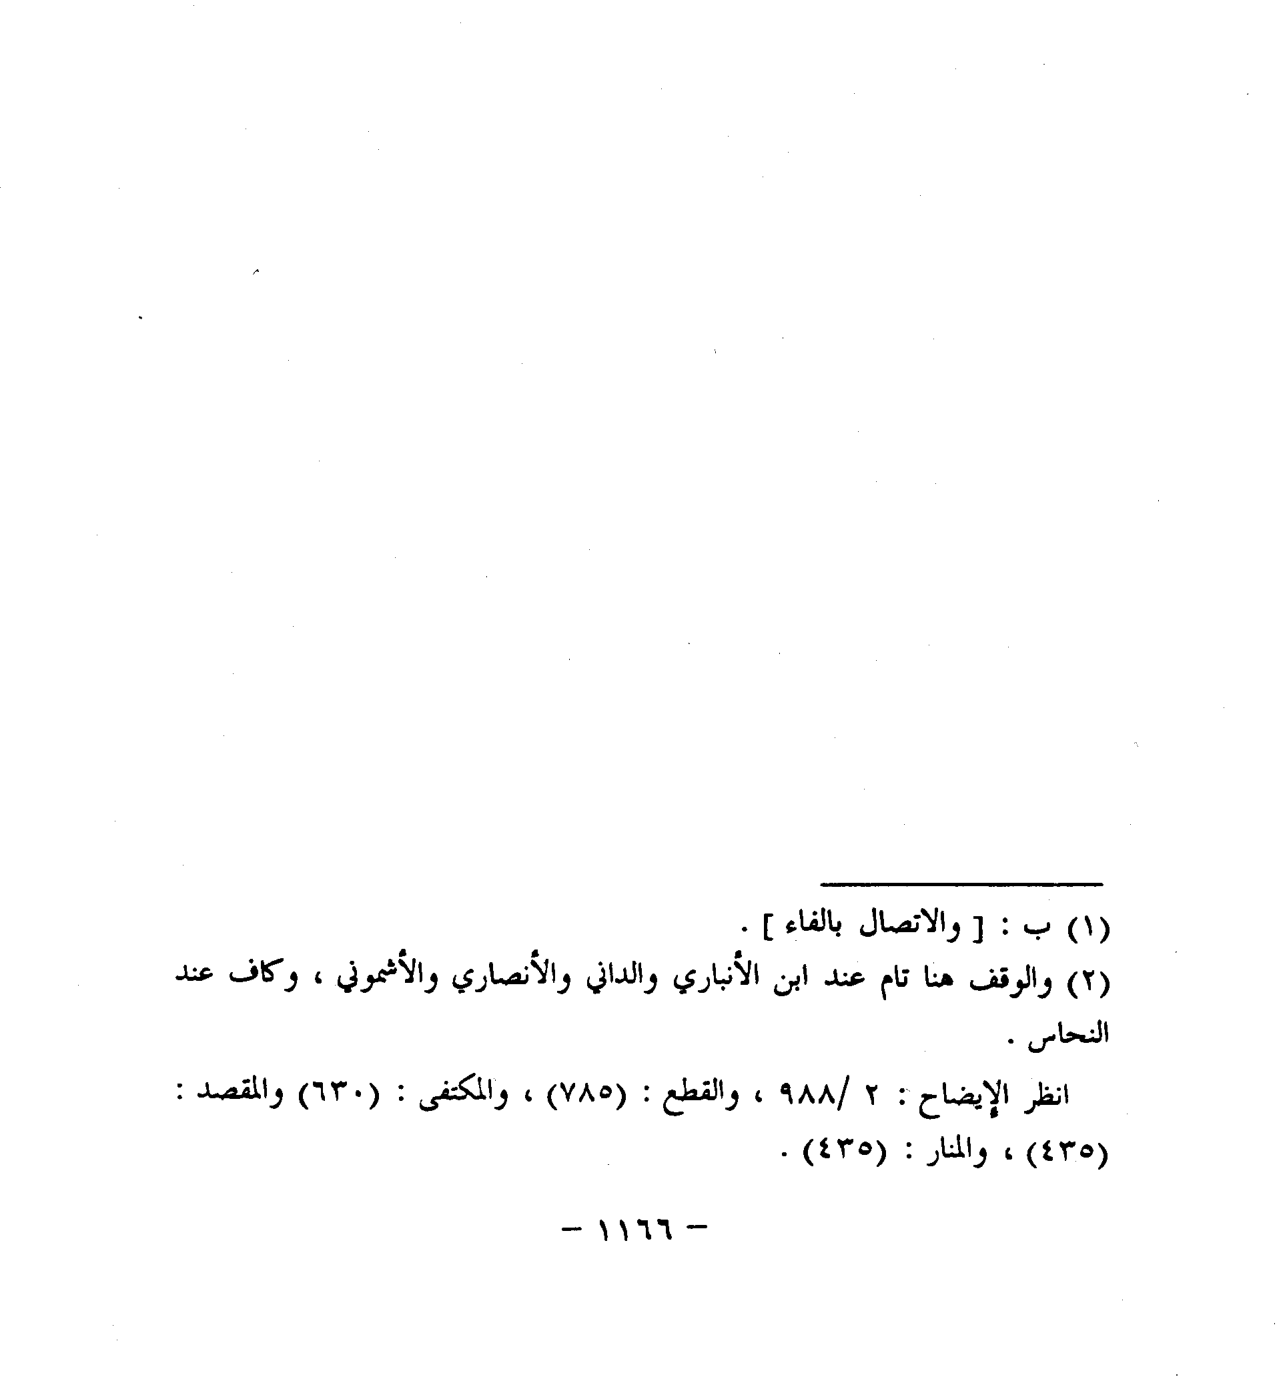 (١) ب : [ والاتصال بالفاء ] .
(٢) والوقف هنا تام عند ابن الأنباري والداني والأنصاري والأشموني ، وكاف عند
النحاس .
انظر الإيضاح : ٢ /٩٨٨ ، والقطع : (٧٨٥) ، والمكتفى : (٦٣٠) والمقصد :
(٤٣٥) ، والمنار : (٤٣٥) .
– ١١٦٦ –